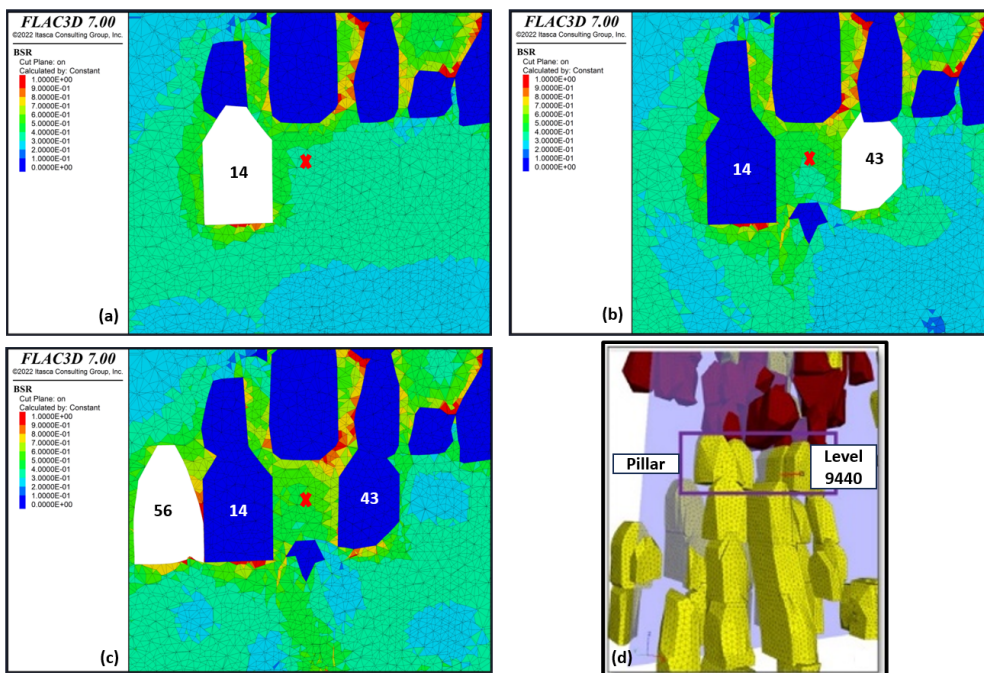 FLAC3D 7.00
©2022 Itasca Consulting Group, Inc.
BSR
Cut Plane: on
Calculated by: Constant
1.0000E+00
9.0000E-01
8.0000E-01
7.0000E-01
6.0000E-01
5.0000E-01
4.0000E-01
3.0000E-01
2.0000E-01
1.0000E-01
0.0000E+00
14
(a)
FLAC3D 7.00
©2022 Itasca Consulting Group, Inc.
BSR
Cut Plane: on
Calculated by: Constant
1.0000E+00
9.0000E-01
8.0000E-01
7.0000E-01
6.0000E-01
5.0000E-01
4.0000E-01
3.0000E-01
2.0000E-01
1.0000E-01
0.0000E+00
14
43
(b)
FLAC3D 7.00
©2022 Itasca Consulting Group, Inc.
BSR
Cut Plane: on
Calculated by: Constant
1.0000E+00
9.0000E-01
8.0000E-01
7.0000E-01
6.0000E-01
5.0000E-01
4.0000E-01
3.0000E-01
2.0000E-01
1.0000E-01
0.0000E+00
56
14
43
(c)
Pillar
Level
9440
(d)